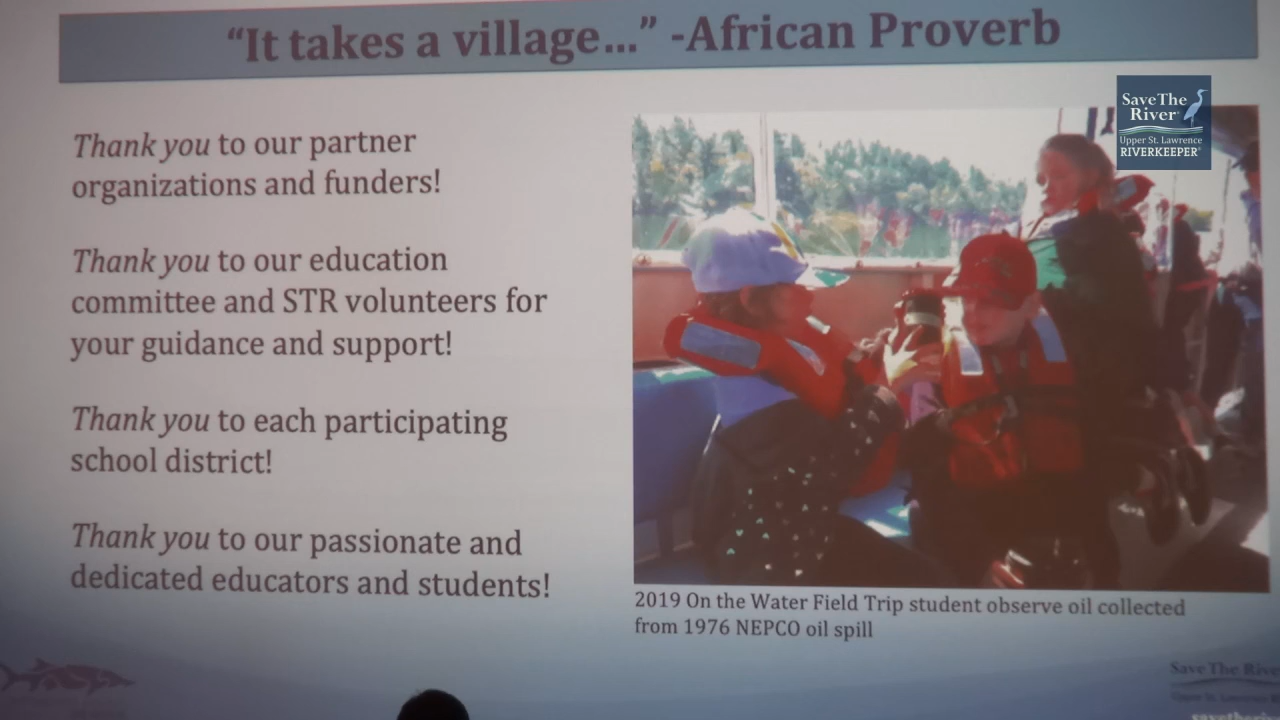 “It takes a village...” -African Proverb
Save The
River
Upper St. Lawrence
RIVERKEEPER
Thank you to our partner
organizations and funders!
Thank you to our education
committee and STR volunteers for
your guidance and support!
Thank you to each participating
school district!
Thank you to our passionate and
dedicated educators and students!
2019 On the Water Field Trip student observe oil collected
from 1976 NEPCO oil spill
Save The Rive